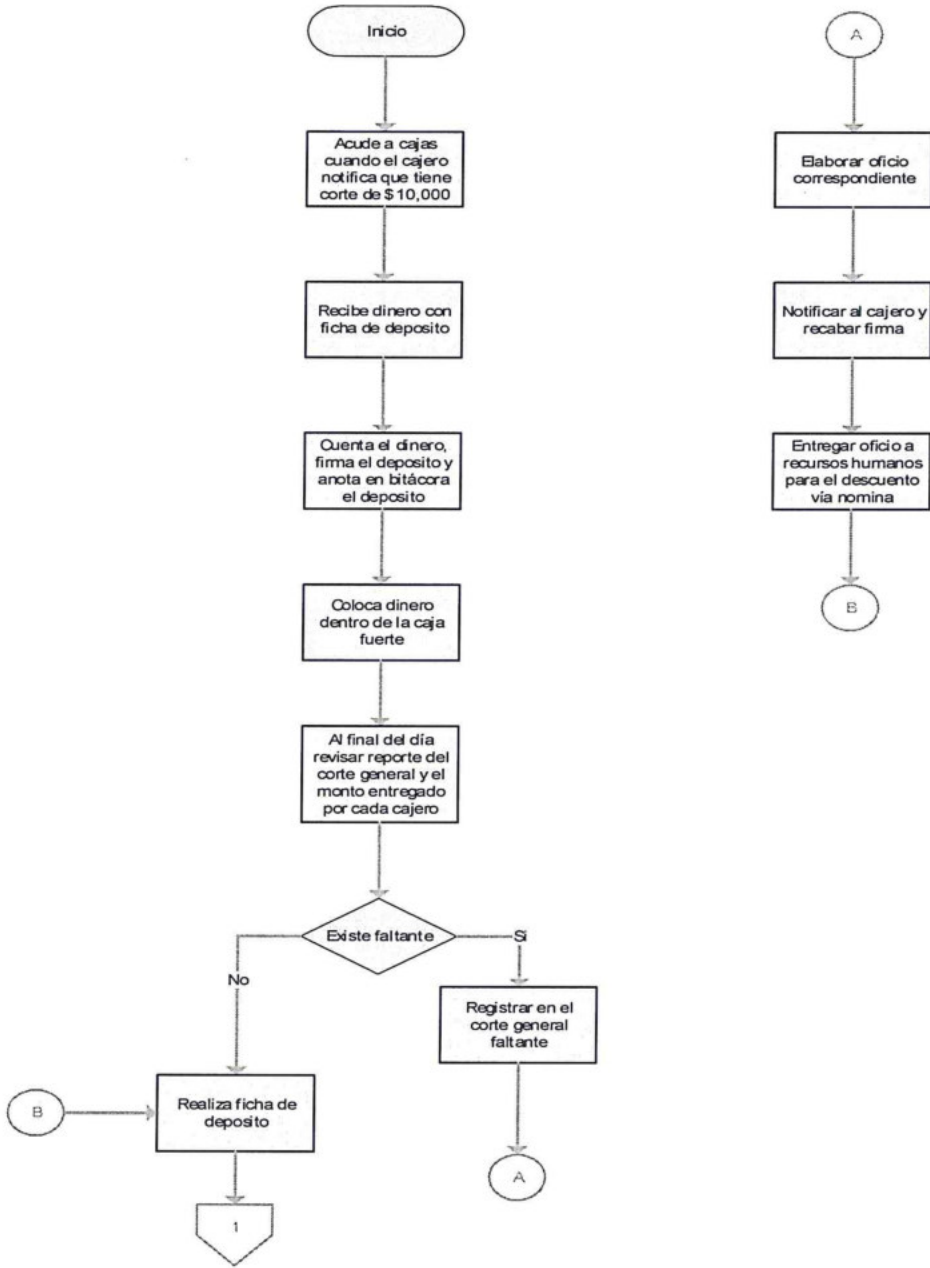 Inicio
Acude a cajas
cuando el cajero
notifica que tiene
corte de $10,000
Recibe dinero con
ficha de deposito
Cuenta el dinero,
firma el deposito y
anota en bitácora
el deposito
Coloca dinero
dentro de la caja
fuerte
Al final del día
revisar reporte del
corte general y el
monto entregado
por cada cajero
Existe faltante
Si
No
Registrar en el
corte general
faltante
A
B
Realiza ficha de
deposito
1
A
Elaborar oficio
correspondiente
Notificar al cajero y
recabar firma
Entregar oficio a
recursos humanos
para el descuento
vía nomina
B